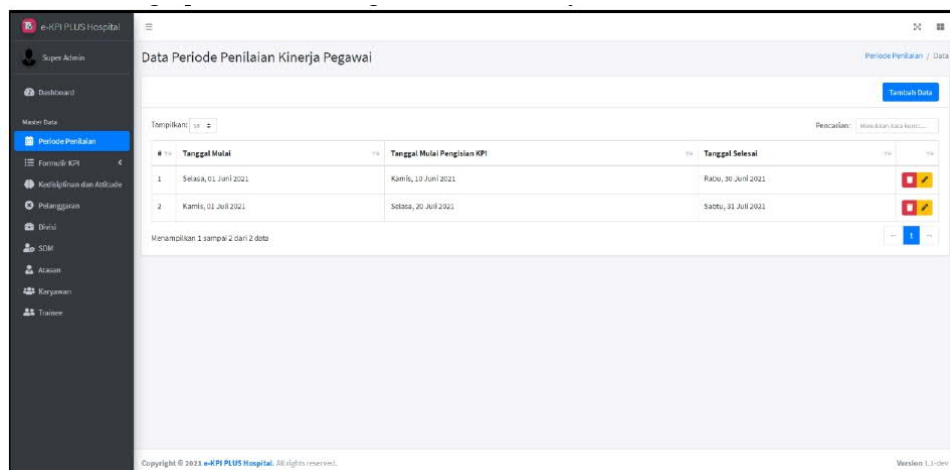 e-KPI PLUS Hospital
Super Admin
Dashboard
Master Data
Periode Penilaian
Formulir KPI
Kedisiplinan dan Attitude
Pelanggaran
Divisi
SDM
Atasan
Karyawan
Trainee
Data Periode Penilaian Kinerja Pegawai
Periode Penilaian / Data
Tambah Data
Tampilkan: 10
Pencarian:
# Tanggal Mulai Tanggal Mulai Pengisian KPI Tanggal Selesai
1 Selasa, 01 Juni 2021 Kamis, 10 Juni 2021 Rabu, 30 Juni 2021
2 Kamis, 01 Juli 2021 Selasa, 20 Juli 2021 Sabtu, 31 Juli 2021
Menampilkan 1 sampai 2 dari 2 data
1
Copyright © 2021 e-KPI PLUS Hospital. All rights reserved.
Version 1.1-dev